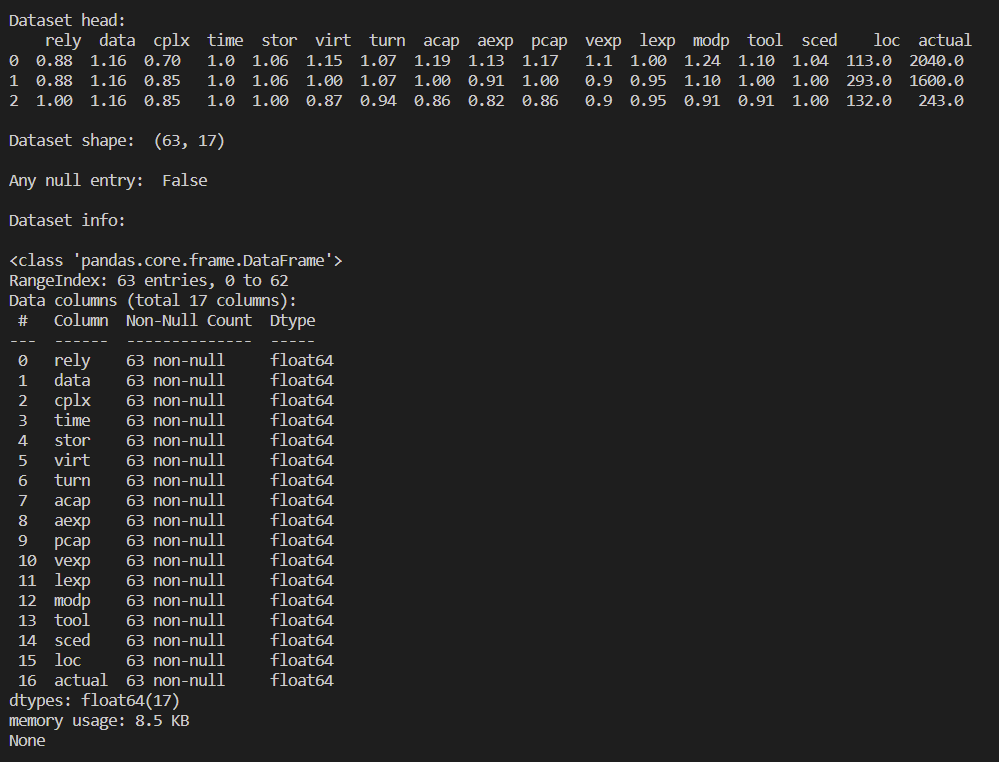 Dataset head:
    rely  data  cplx  time  stor  virt  turn  acap  aexp  pcap  vexp  lexp  modp  tool  sced    loc  actual
0  0.88  1.16  0.70   1.0  1.06  1.15  1.07  1.19  1.13  1.17   1.1  1.00  1.24  1.10  1.04  113.0  2040.0
1  0.88  1.16  0.85   1.0  1.06  1.00  1.07  1.00  0.91  1.00   0.9  0.95  1.10  1.00  1.00  293.0  1600.0
2  1.00  1.16  0.85   1.0  1.00  0.87  0.94  0.86  0.82  0.86   0.9  0.95  0.91  0.91  1.00  132.0   243.0

Dataset shape:  (63, 17)

Any null entry:  False

Dataset info:

<class 'pandas.core.frame.DataFrame'>
RangeIndex: 63 entries, 0 to 62
Data columns (total 17 columns):
 #   Column  Non-Null Count  Dtype
---  ------  --------------  -----
 0   rely    63 non-null     float64
 1   data    63 non-null     float64
 2   cplx    63 non-null     float64
 3   time    63 non-null     float64
 4   stor    63 non-null     float64
 5   virt    63 non-null     float64
 6   turn    63 non-null     float64
 7   acap    63 non-null     float64
 8   aexp    63 non-null     float64
 9   pcap    63 non-null     float64
 10  vexp    63 non-null     float64
 11  lexp    63 non-null     float64
 12  modp    63 non-null     float64
 13  tool    63 non-null     float64
 14  sced    63 non-null     float64
 15  loc     63 non-null     float64
 16  actual  63 non-null     float64
dtypes: float64(17)
memory usage: 8.5 KB
None